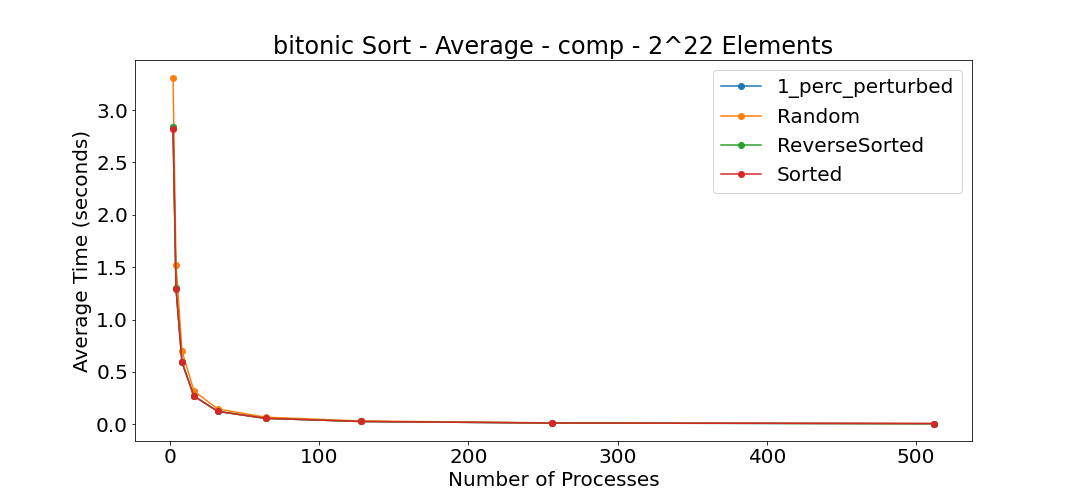 bitonic Sort - Average - comp - 2^22 Elements
1_perc_perturbed
Random
ReverseSorted
Sorted
Average Time (seconds)
3.0
2.5
2.0
1.5
1.0
0.5
0.0
0 100 200 300 400 500
Number of Processes